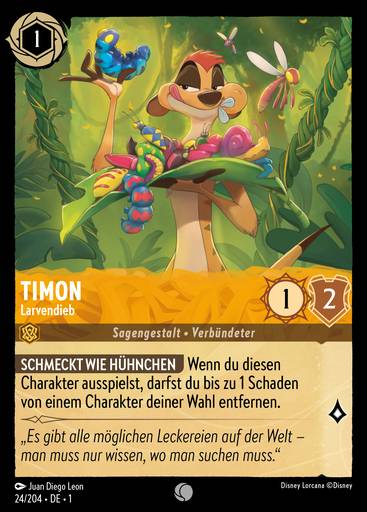 1
TIMON
Larvendieb
1
2
Sagengestalt • Verbündeter
SCHMECKT WIE HÜHNCHEN Wenn du diesen
Charakter ausspielst, darfst du bis zu 1 Schaden
von einem Charakter deiner Wahl entfernen.
„Es gibt alle möglichen Leckereien auf der Welt –
man muss nur wissen, wo man suchen muss.“
Juan Diego Leon
Disney Lorcana ©Disney
24/204 • DE • 1